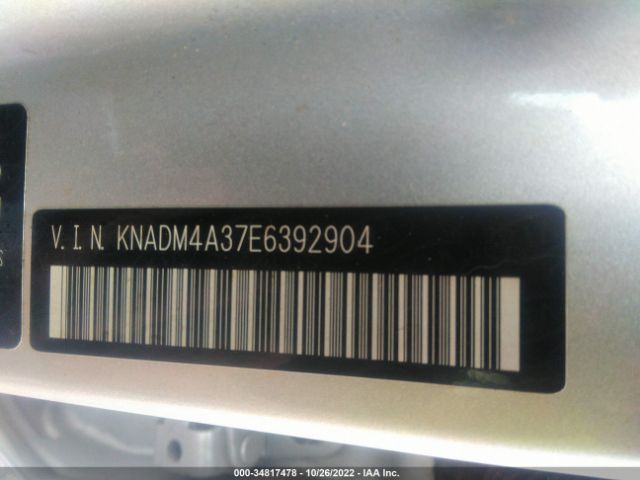 V. I. N. KNADM4A37E6392904
S
000-34817478 - 10/26/2022 - IAA Inc.